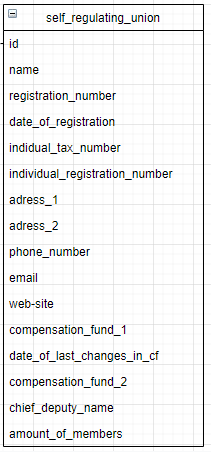 self_regulating_union
id
name
registration_number
date_of_registration
indidual_tax_number
individual_registration_number
adress_1
adress_2
phone_number
email
web-site
compensation_fund_1
date_of_last_changes_in_cf
compensation_fund_2
chief_deputy_name
amount_of_members